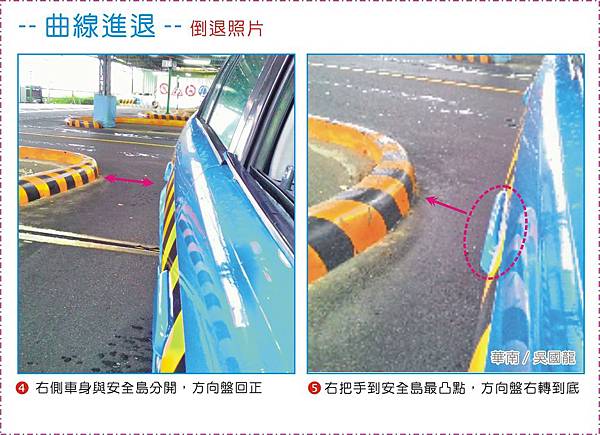 -- 曲線進退 -- 倒退照片
華南 / 吳國龍
4 右側車身與安全島分開，方向盤回正
5 右把手到安全島最凸點，方向盤右轉到底